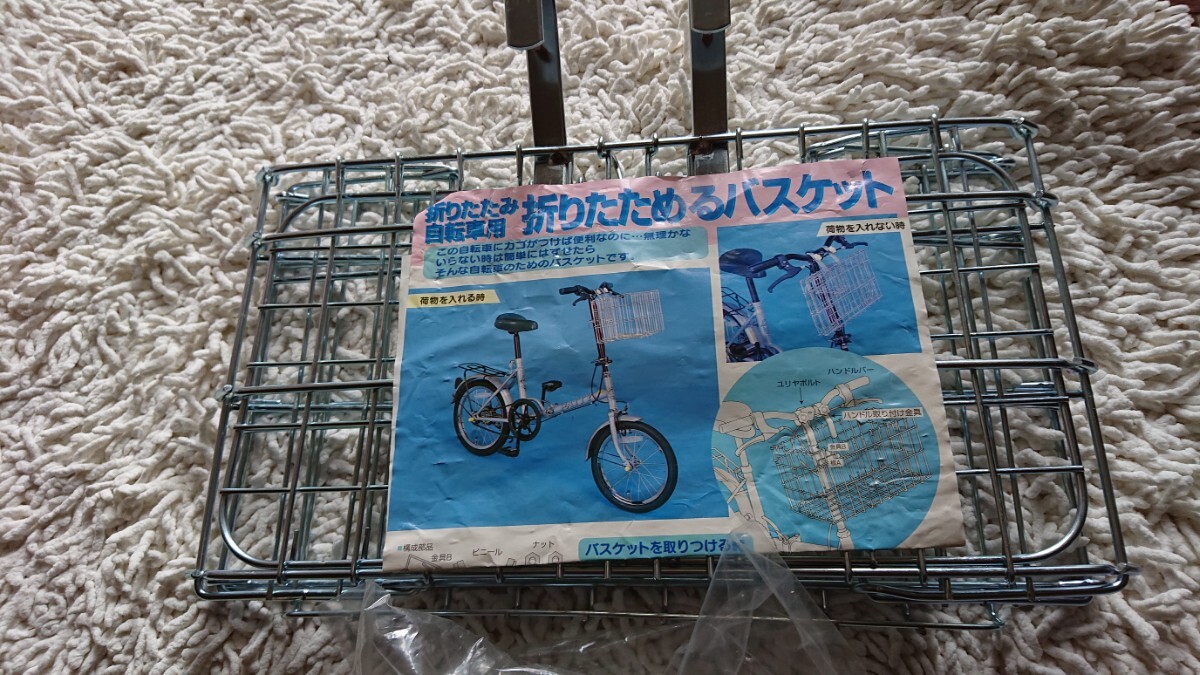 折りたたみ
自転車用
折りたためるバスケット
この自転車にカゴがつけば便利なのに…無理かな
いらない時は簡単にはずせたら
そんな自転車のためのバスケットです。
荷物を入れる時
荷物を入れない時
ハンドルバー
ユリヤボルト
ハンドル取り付け金具
金具B
■構成部品
金具B
ビニール
ナット
バスケットを取りつける